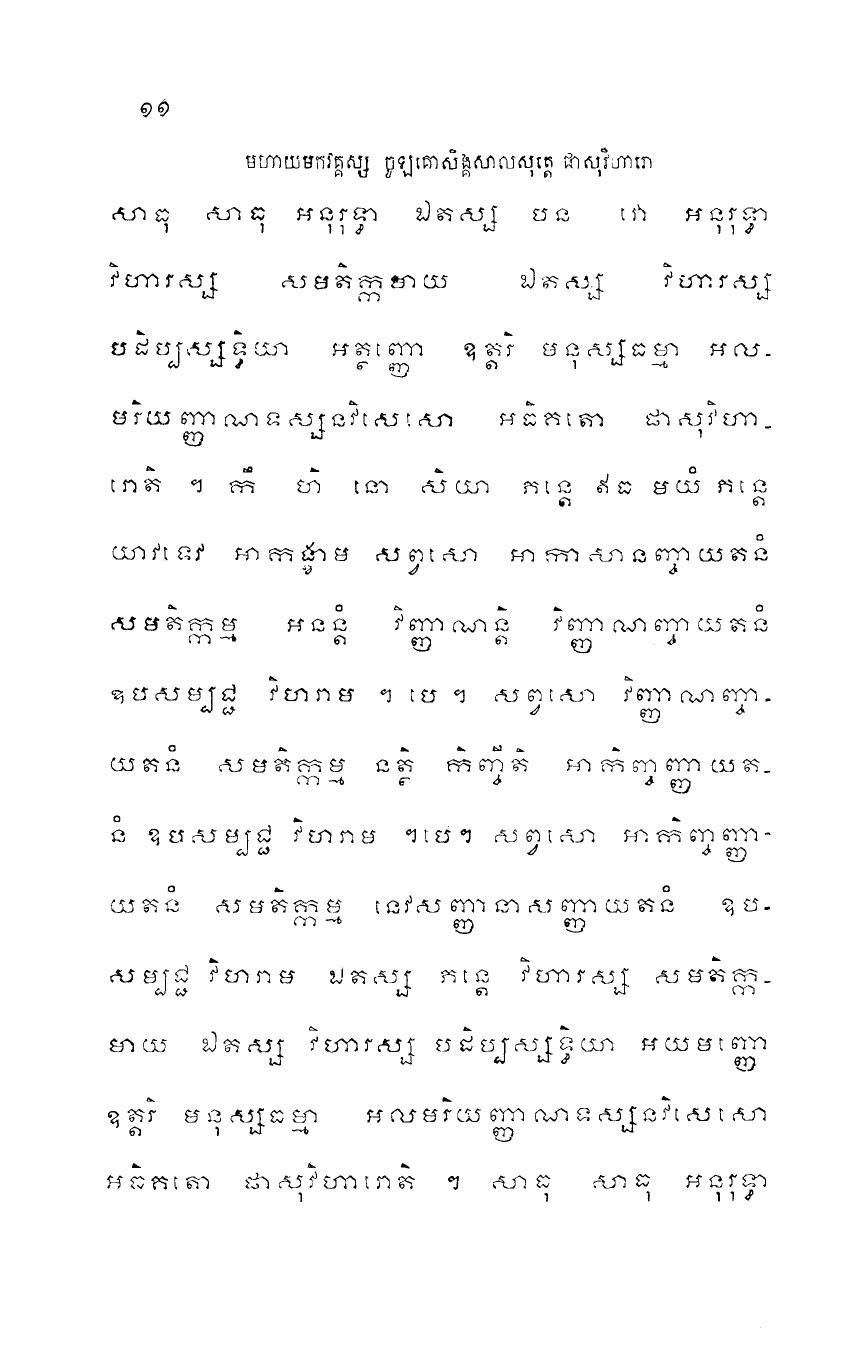 ១១
មហាយមកវគ្គស្ស ចូឡគោសិង្គសាលសុត្តេ ផាសុវិហារោ
សាធុ សាធុ អនុរុទ្ធា ឯតស្ស បន វោ អនុរុទ្ធា
វិហារស្ស សមតិក្កមាយ ឯតស្ស វិហារស្ស
បដិប្បស្សទ្ធិយា អត្ថញ្ញោ ឧត្តរិ មនុស្សធម្មា អល-
មរិយញ្ញាណទស្សនវិសេសោ អធិគតោ ផាសុវិហា-
រោតិ ។ កឹ ហិ នោ សិយា ភន្តេ ឥធ មយំ ភន្តេ
យាវទេវ អាកង្ខាម សព្វសោ អាកាសានញ្ចាយតនំ
សមតិក្កម្ម អនន្តំ វិញ្ញាណន្តិ វិញ្ញាណញ្ចាយតនំ
ឧបសម្បជ្ជ វិហរាម ។ បេ ។ សព្វសោ វិញ្ញាណញ្ចា-
យតនំ សមតិក្កម្ម នត្ថិ កិញ្ចីតិ អាកិញ្ចញ្ញាយត-
នំ ឧបសម្បជ្ជ វិហរាម ។បេ។ សព្វសោ អាកិញ្ចញ្ញា-
យតនំ សមតិក្កម្ម នេវសញ្ញានាសញ្ញាយតនំ ឧប-
សម្បជ្ជ វិហរាម ឯតស្ស ភន្តេ វិហារស្ស សមតិក្ក-
មាយ ឯតស្ស វិហារស្ស បដិប្បស្សទ្ធិយា អយមញ្ញោ
ឧត្តរិ មនុស្សធម្មា អលមរិយញ្ញាណទស្សនវិសេសោ
អធិគតោ ផាសុវិហារោតិ ។ សាធុ សាធុ អនុរុទ្ធា